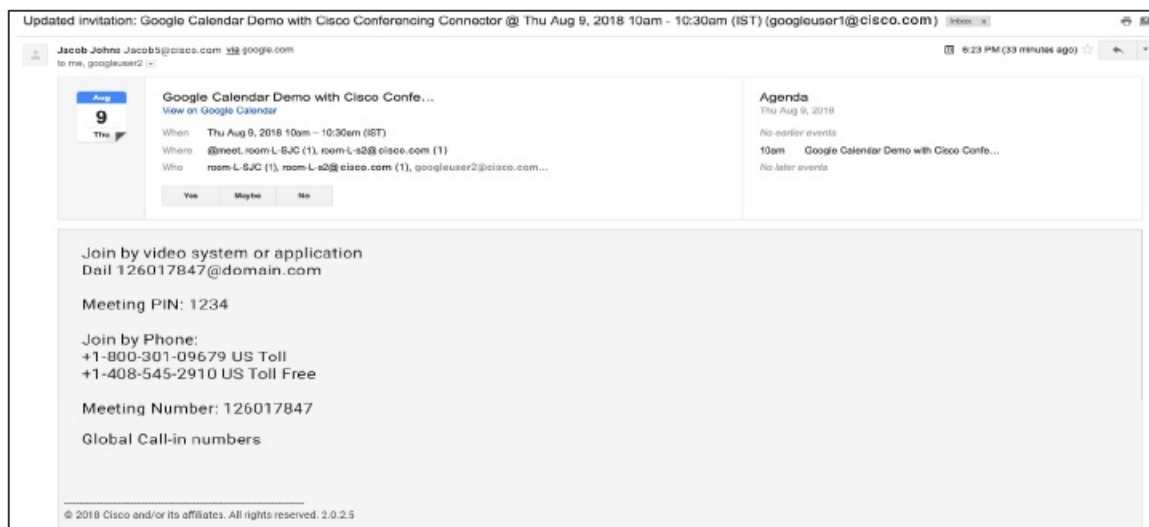 Updated invitation: Google Calendar Demo with Cisco Conferencing Connector @ Thu Aug 9, 2018 10am - 10:30am (IST) (googleuser1@cisco.com) Inbox x
Jacob Johns Jacob5@cisco.com via google.com
6:23 PM (33 minutes ago)
to me, googleuser2
Aug
9
Thu
Google Calendar Demo with Cisco Confe...
View on Google Calendar
When Thu Aug 9, 2018 10am – 10:30am (IST)
Where @meet, room-L-SJC (1), room-L-s2@cisco.com (1)
Who room-L-SJC (1), room-L-s2@cisco.com (1), googleuser2@cisco.com...
Yes Maybe No
Agenda
Thu Aug 9, 2018
No earlier events
10am Google Calendar Demo with Cisco Confe...
No later events
Join by video system or application
Dail 126017847@domain.com
Meeting PIN: 1234
Join by Phone:
+1-800-301-09679 US Toll
+1-408-545-2910 US Toll Free
Meeting Number: 126017847
Global Call-in numbers
© 2018 Cisco and/or its affiliates. All rights reserved. 2.0.2.5